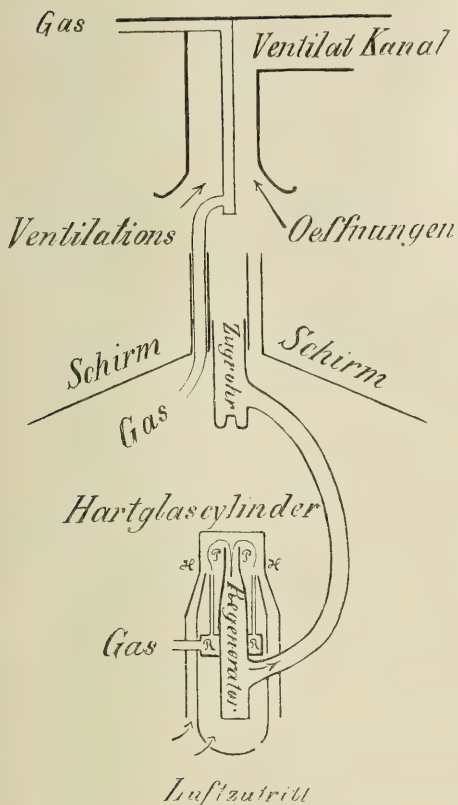 Gas
Ventilat Kanal
Ventilations
Oeffnungen
Schirm
Zugrohr
Schirm
Gas
Hartglascylinder
H P P H
Regenerator
Gas R R
Luftzutritt